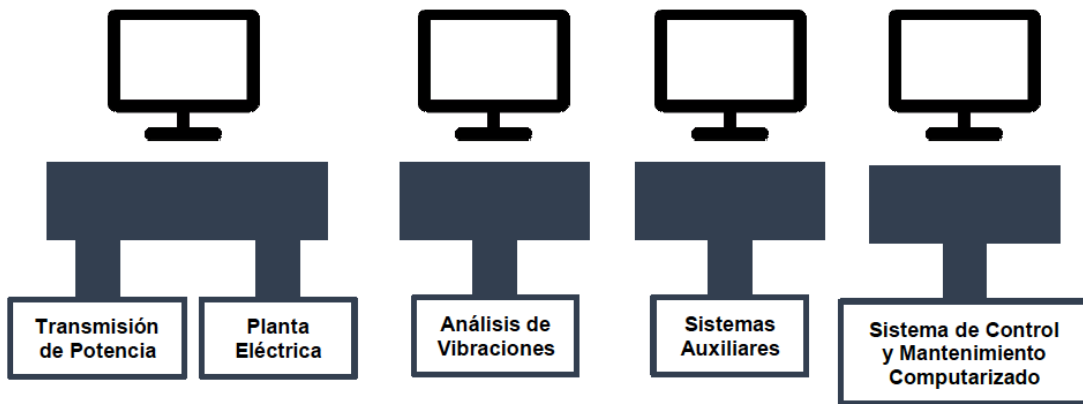 Transmisión
de Potencia
Planta
Eléctrica
Análisis de
Vibraciones
Sistemas
Auxiliares
Sistema de Control
y Mantenimiento
Computarizado